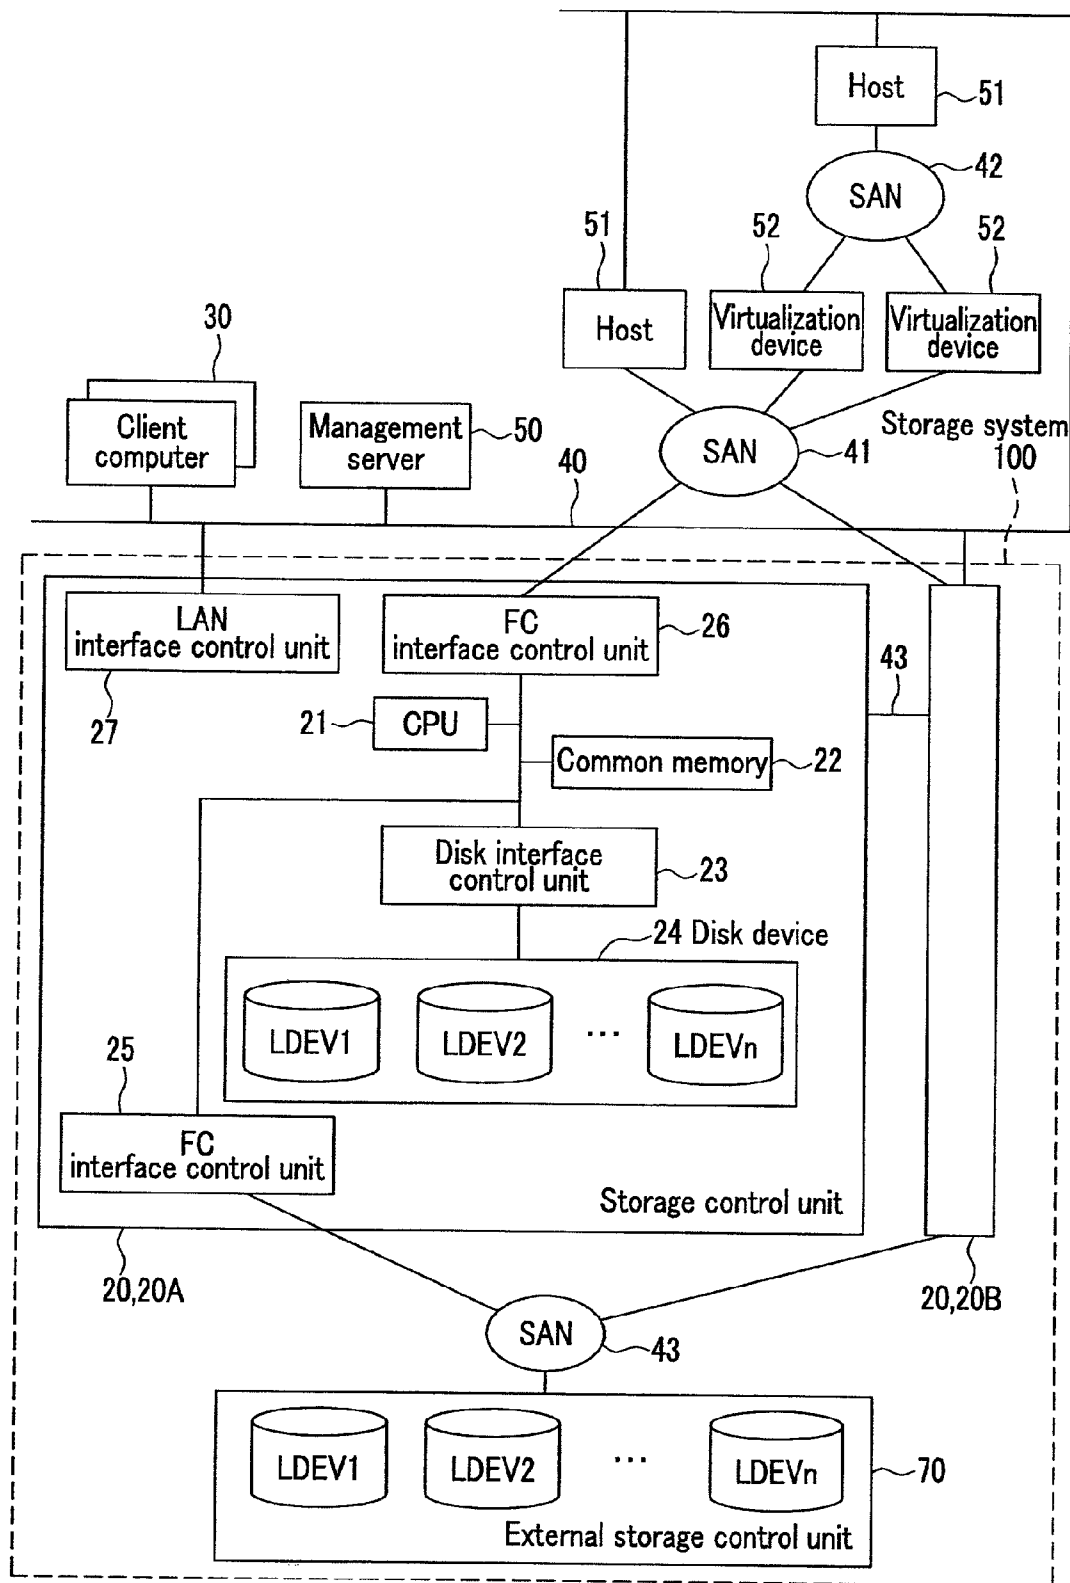 Host
51
42
SAN
51
52
52
Host
Virtualization
device
Virtualization
device
30
Client
computer
Management
server
50
SAN
41
Storage system
100
40
LAN
interface control unit
27
FC
interface control unit
26
43
21
CPU
Common memory
22
Disk interface
control unit
23
24 Disk device
LDEV1
LDEV2
...
LDEVn
25
FC
interface control unit
Storage control unit
20,20A
20,20B
SAN
43
LDEV1
LDEV2
...
LDEVn
70
External storage control unit